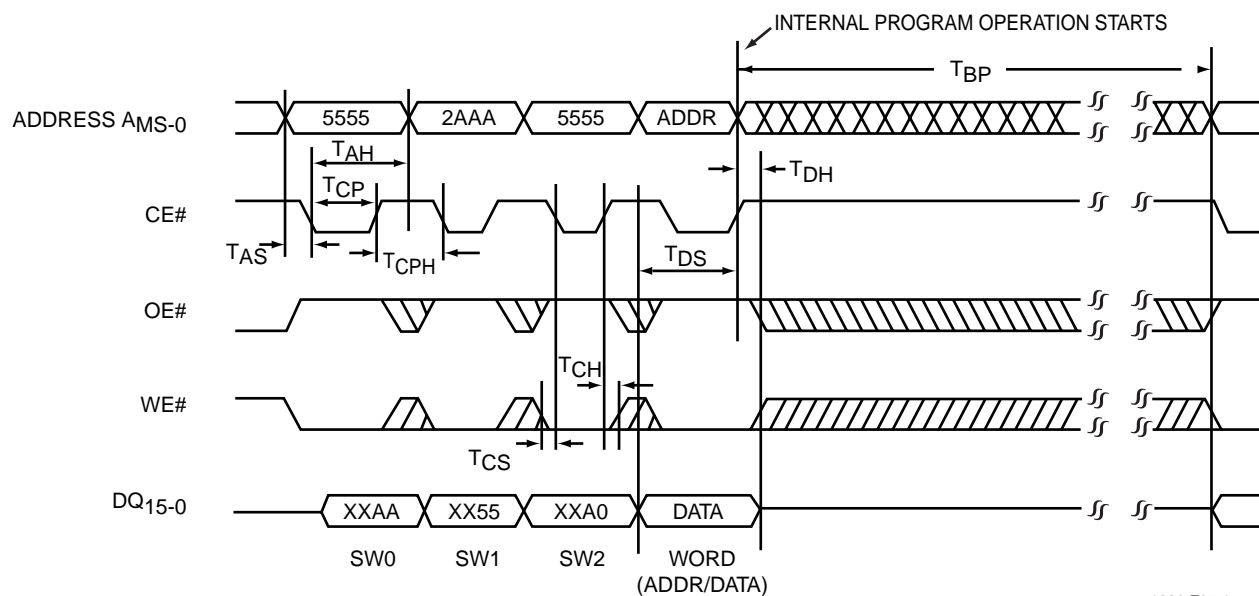 INTERNAL PROGRAM OPERATION STARTS
TBP
ADDRESS AMS-0
5555
2AAA
5555
ADDR
TAH
TDH
TCP
CE#
TAS
TCPH
TDS
OE#
TCH
WE#
TCS
DQ15-0
XXAA
XX55
XXA0
DATA
SW0
SW1
SW2
WORD
(ADDR/DATA)